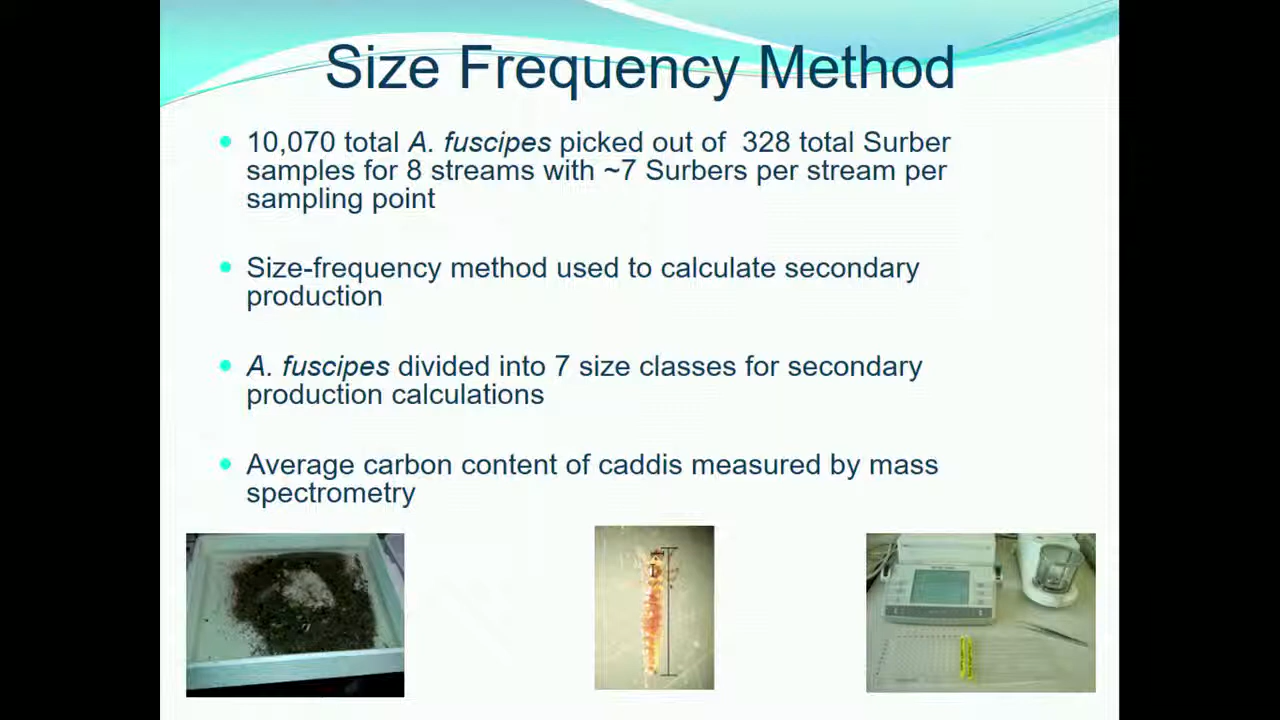 Size Frequency Method
10,070 total A. fuscipes picked out of 328 total Surber
samples for 8 streams with ~7 Surbers per stream per
sampling point
Size-frequency method used to calculate secondary
production
A. fuscipes divided into 7 size classes for secondary
production calculations
Average carbon content of caddis measured by mass
spectrometry